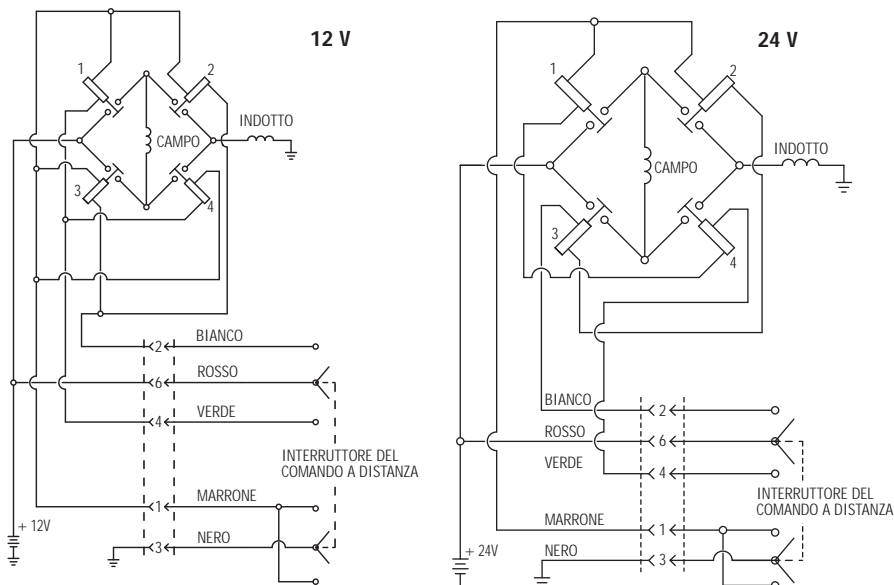 12 V
1
2
INDOTTO
CAMPO
3
4
2
BIANCO
6
ROSSO
4
VERDE
INTERRUTTORE DEL
COMANDO A DISTANZA
1
MARRONE
+ 12V
3
NERO
24 V
1
2
INDOTTO
CAMPO
3
4
BIANCO
2
ROSSO
6
VERDE
4
INTERRUTTORE DEL
COMANDO A DISTANZA
MARRONE
1
+ 24V
NERO
3